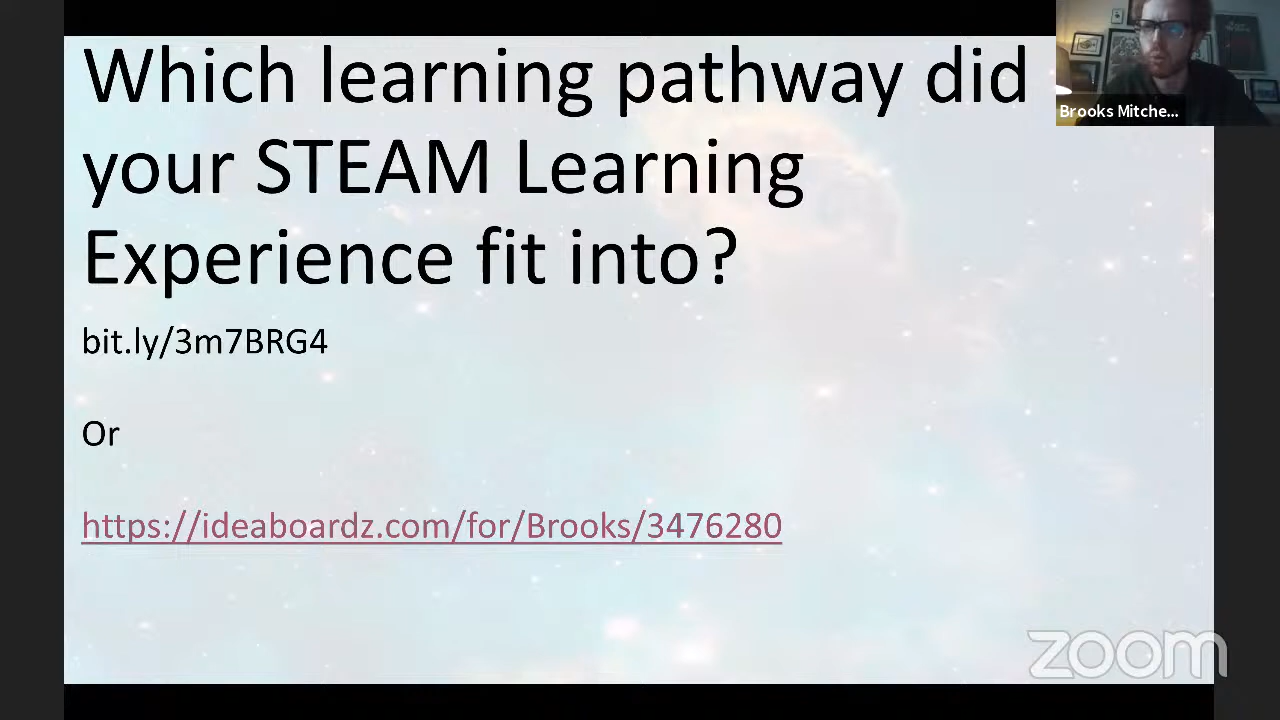 Which learning pathway did
your STEAM Learning
Experience fit into?
bit.ly/3m7BRG4
Or
https://ideaboardz.com/for/Brooks/3476280
Brooks Mitche...
zoom